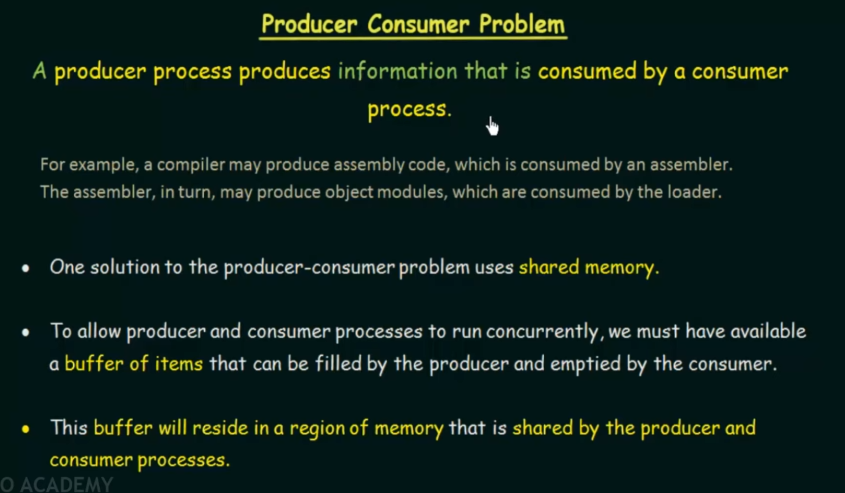 Producer Consumer Problem
A producer process produces information that is consumed by a consumer
process.
For example, a compiler may produce assembly code, which is consumed by an assembler.
The assembler, in turn, may produce object modules, which are consumed by the loader.
• One solution to the producer-consumer problem uses shared memory.
• To allow producer and consumer processes to run concurrently, we must have available
a buffer of items that can be filled by the producer and emptied by the consumer.
• This buffer will reside in a region of memory that is shared by the producer and
consumer processes.
O ACADEMY